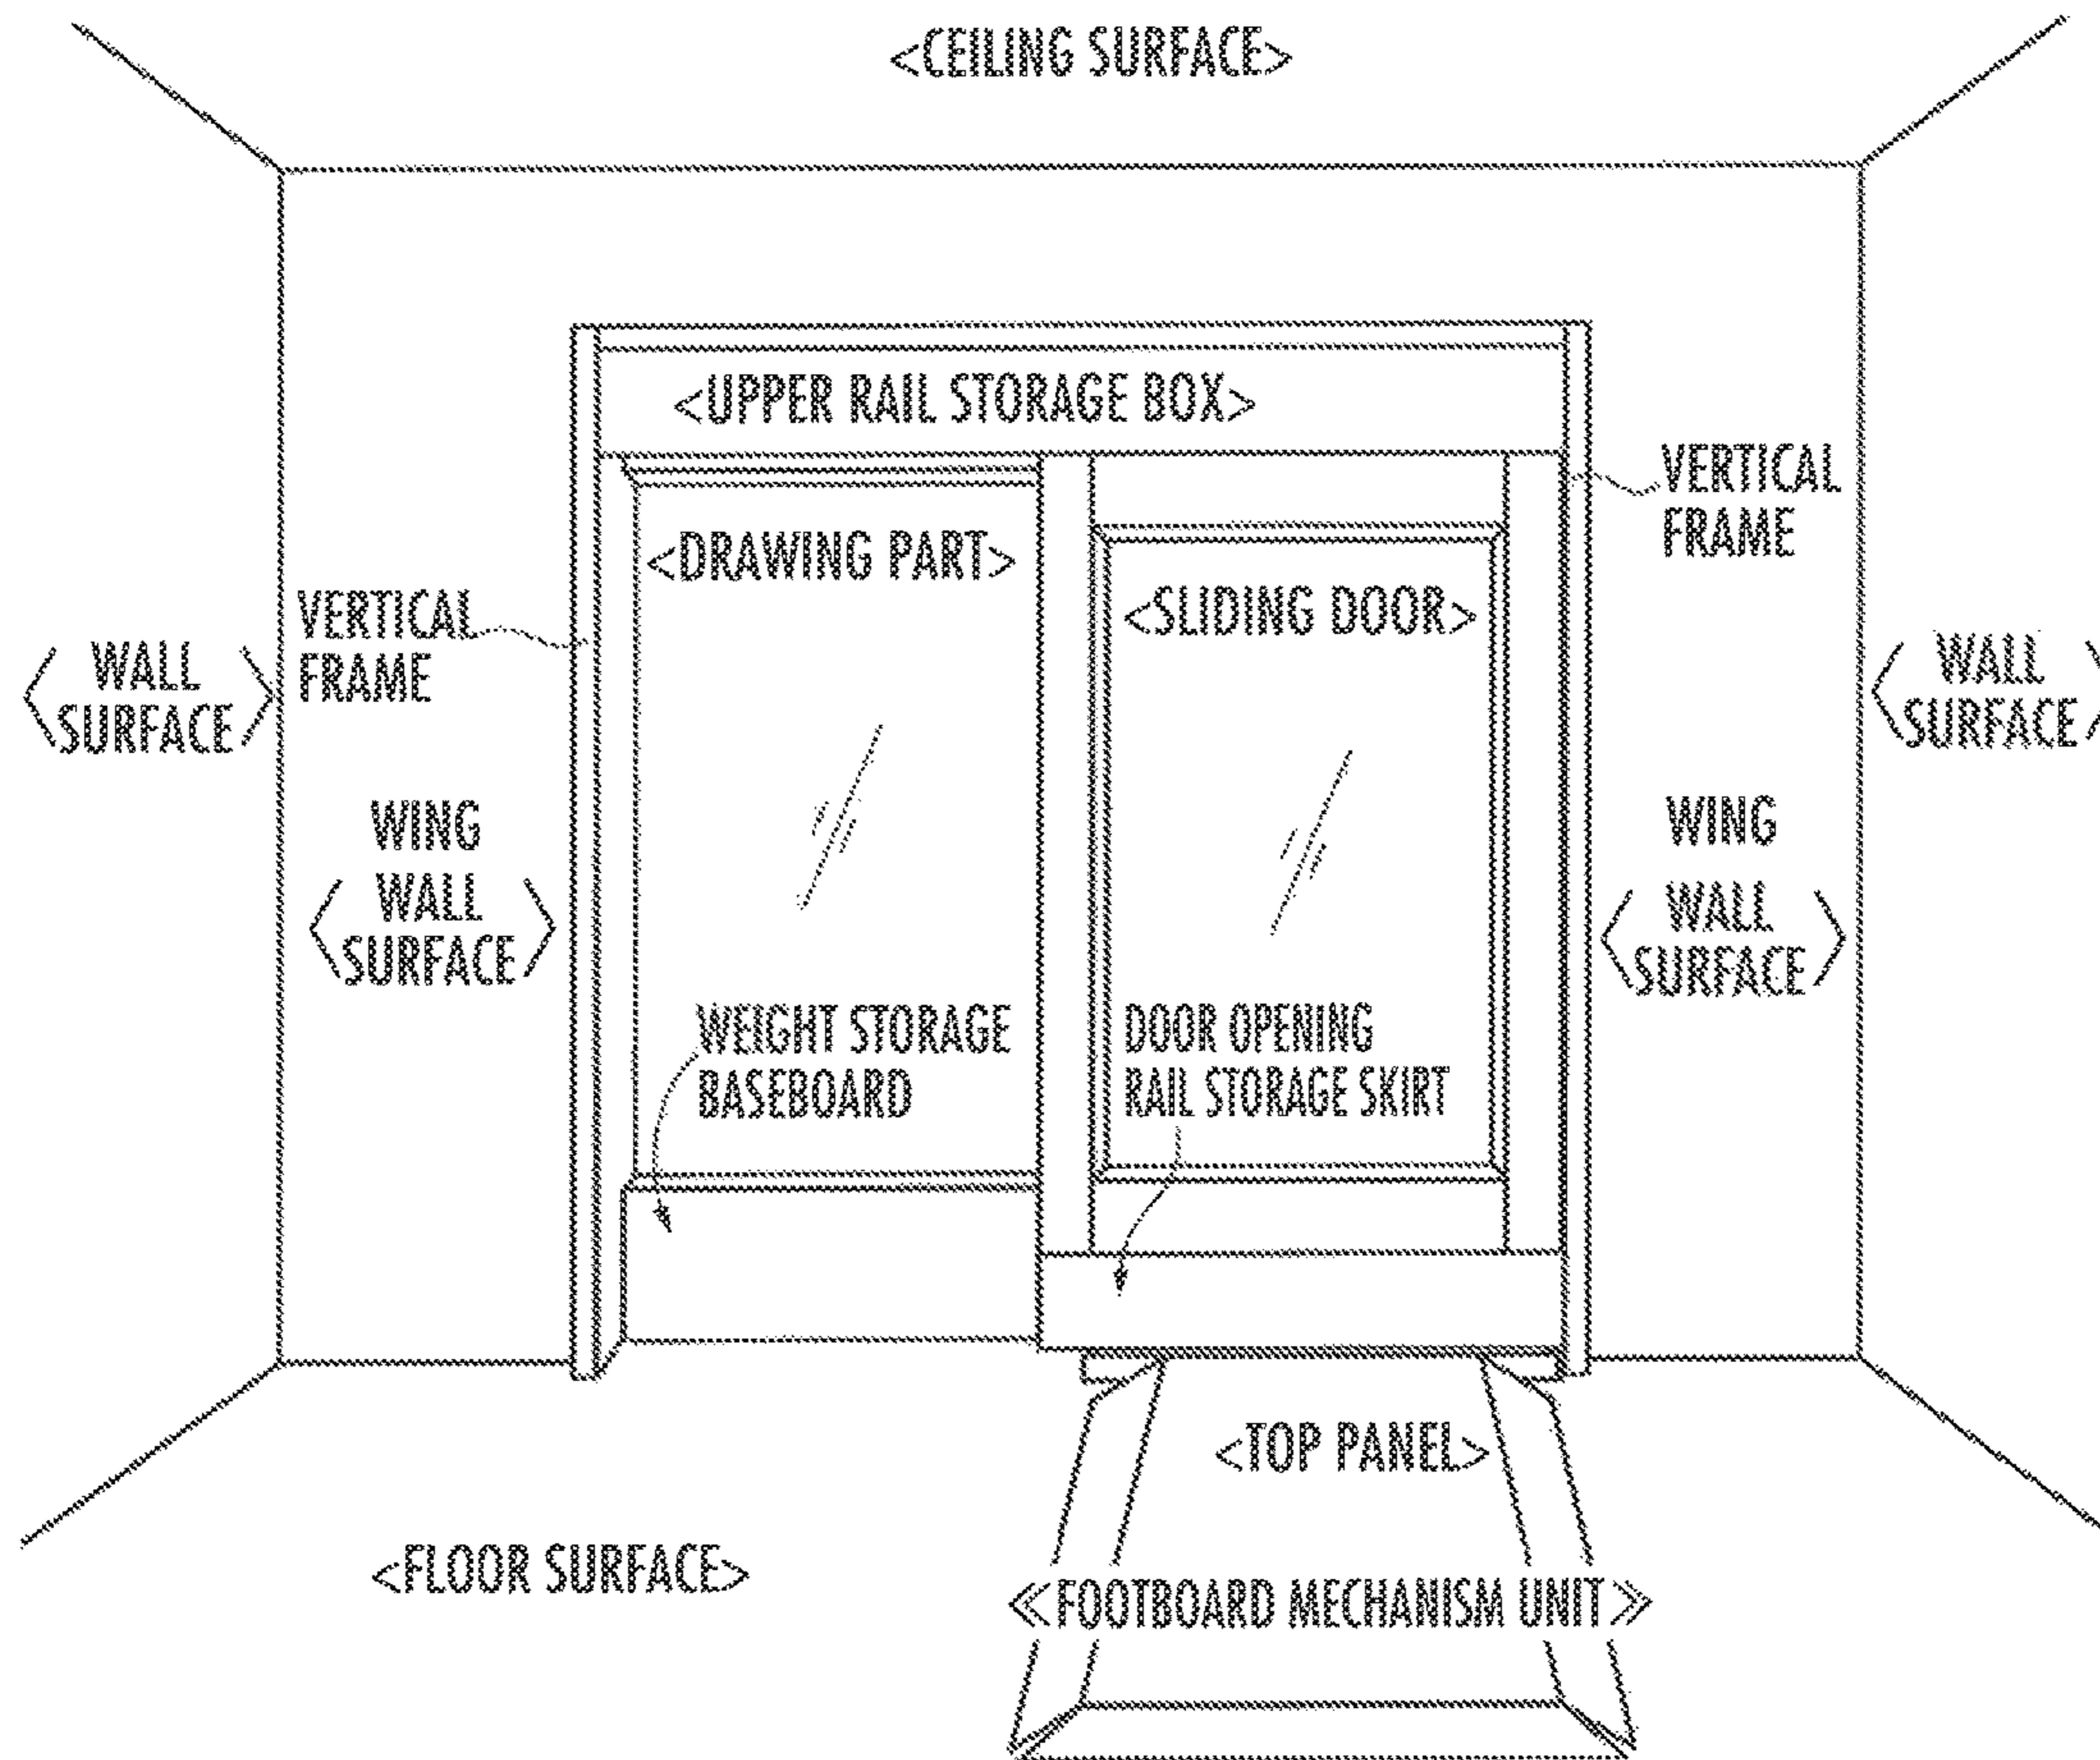 <CEILING SURFACE>
<UPPER RAIL STORAGE BOX>
VERTICAL
FRAME
<DRAWING PART>
<SLIDING DOOR>
VERTICAL
FRAME
<WALL
SURFACE>
<WALL
SURFACE>
WING
<WALL
SURFACE>
WING
<WALL
SURFACE>
WEIGHT STORAGE
BASEBOARD
DOOR OPENING
RAIL STORAGE SKIRT
<TOP PANEL>
<FLOOR SURFACE>
<<FOOTBOARD MECHANISM UNIT>>